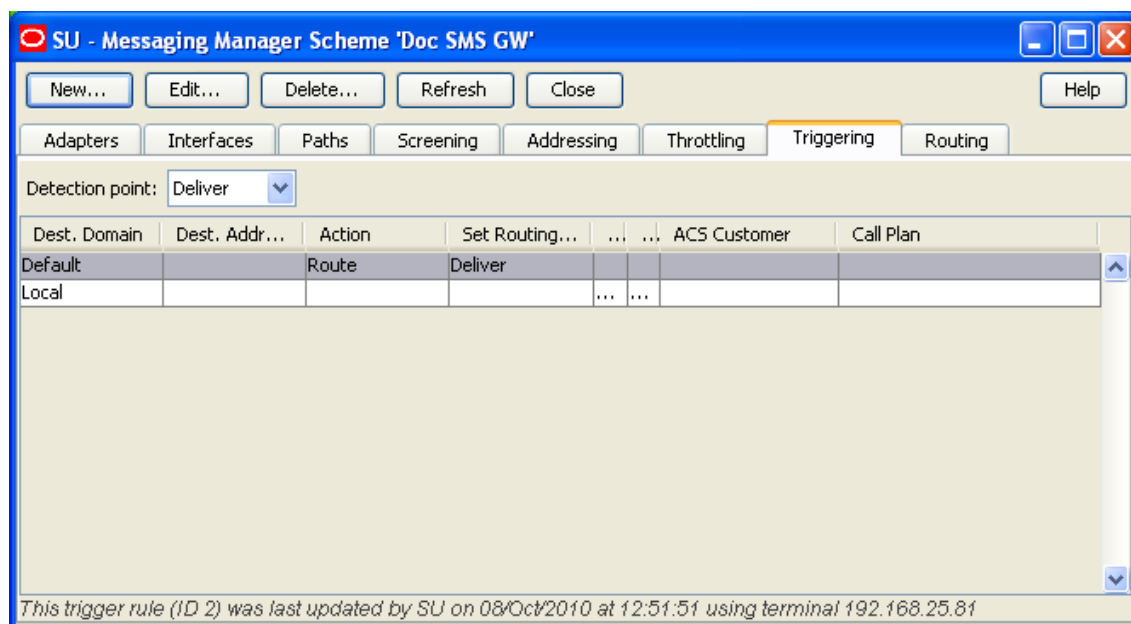 SU - Messaging Manager Scheme 'Doc SMS GW'
New... Edit... Delete... Refresh Close Help
Adapters Interfaces Paths Screening Addressing Throttling Triggering Routing
Detection point: Deliver
Dest. Domain Dest. Addr... Action Set Routing... ... ... ACS Customer Call Plan
Default Route Deliver
Local ... ...
This trigger rule (ID 2) was last updated by SU on 08/Oct/2010 at 12:51:51 using terminal 192.168.25.81